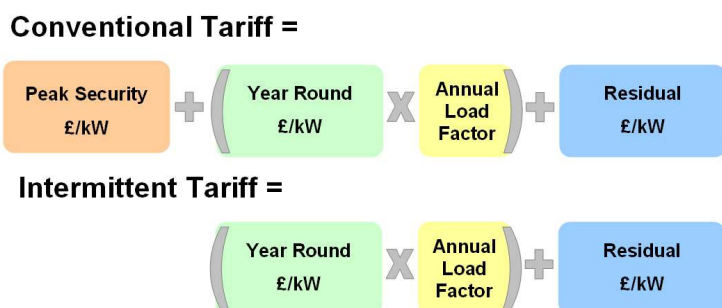 Conventional Tariff =
Peak Security
£/kW
+
(
Year Round
£/kW
X
Annual
Load
Factor
)
+
Residual
£/kW
Intermittent Tariff =
(
Year Round
£/kW
X
Annual
Load
Factor
)
+
Residual
£/kW